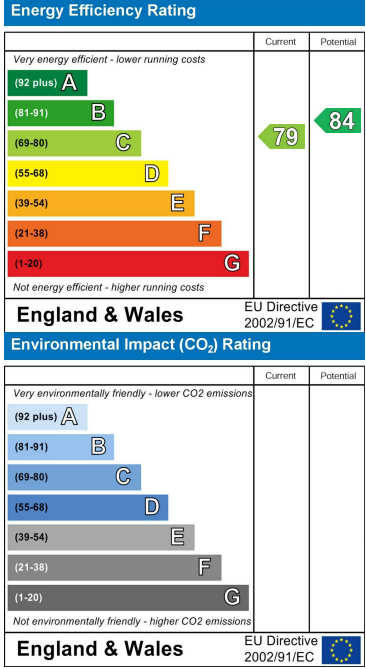 Energy Efficiency Rating
Current Potential
Very energy efficient - lower running costs
(92 plus) A
(81-91) B
(69-80) C
(55-68) D
(39-54) E
(21-38) F
(1-20) G
79
84
Not energy efficient - higher running costs
England & Wales
EU Directive
2002/91/EC
Environmental Impact (CO₂) Rating
Current Potential
Very environmentally friendly - lower CO2 emissions
(92 plus) A
(81-91) B
(69-80) C
(55-68) D
(39-54) E
(21-38) F
(1-20) G
Not environmentally friendly - higher CO2 emissions
England & Wales
EU Directive
2002/91/EC